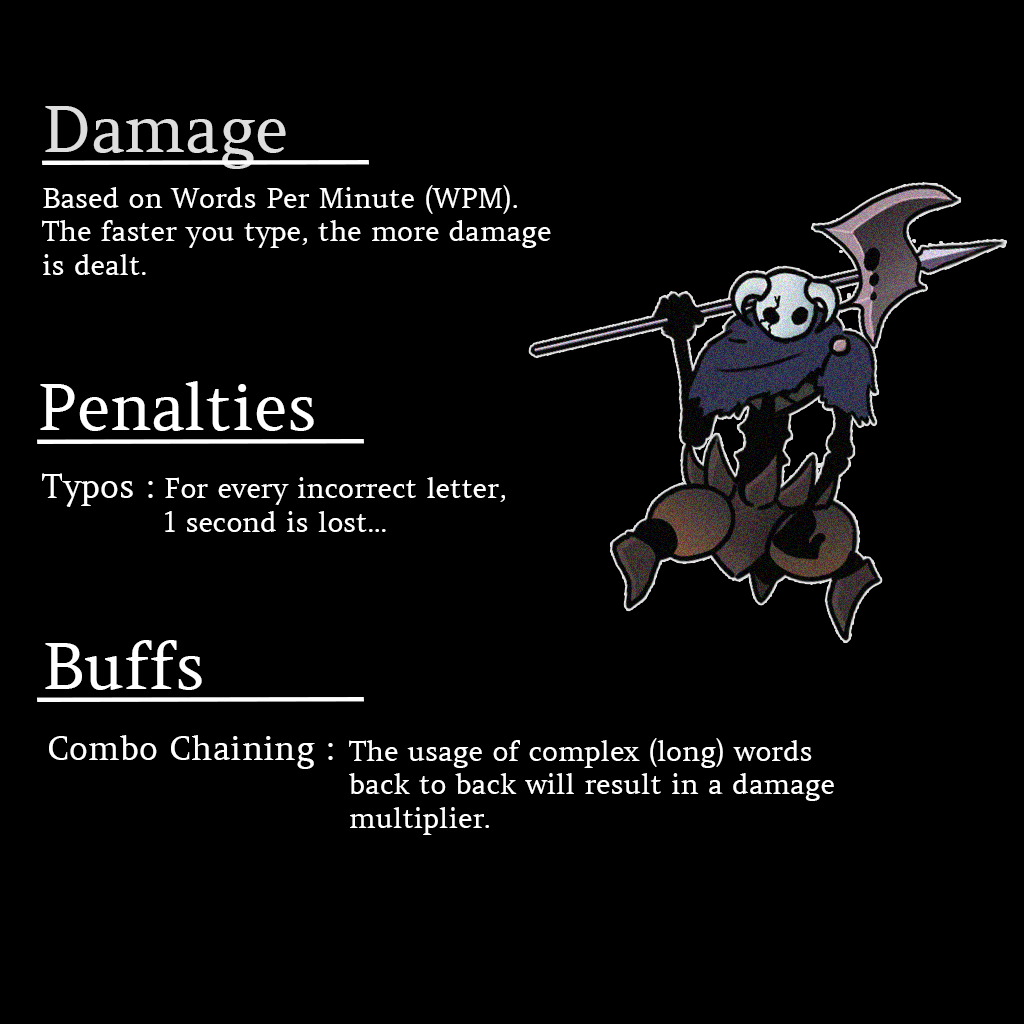 Damage
Based on Words Per Minute (WPM).
The faster you type, the more damage
is dealt.
Penalties
Typos : For every incorrect letter,
1 second is lost...
Buffs
Combo Chaining : The usage of complex (long) words
back to back will result in a damage
multiplier.